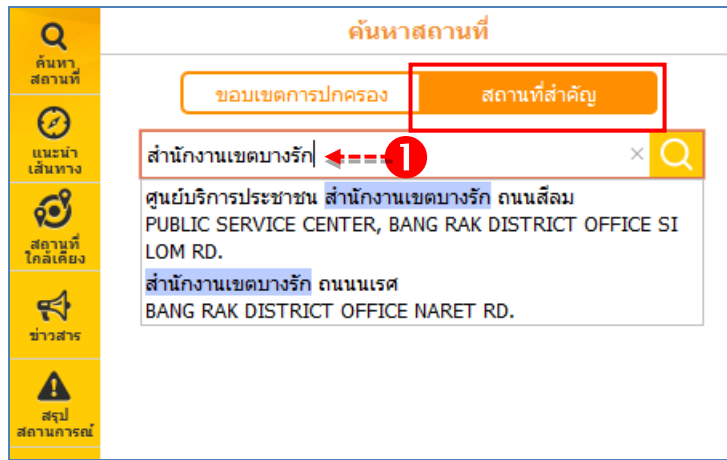 ค้นหา
สถานที่
แนะนำ
เส้นทาง
สถานที่
ใกล้เคียง
ข่าวสาร
สรุป
สถานการณ์
ค้นหาสถานที่
ขอบเขตการปกครอง
สถานที่สำคัญ
สำนักงานเขตบางรัก
1
ศูนย์บริการประชาชน สำนักงานเขตบางรัก ถนนสีลม
PUBLIC SERVICE CENTER, BANG RAK DISTRICT OFFICE SI
LOM RD.
สำนักงานเขตบางรัก ถนนนเรศ
BANG RAK DISTRICT OFFICE NARET RD.